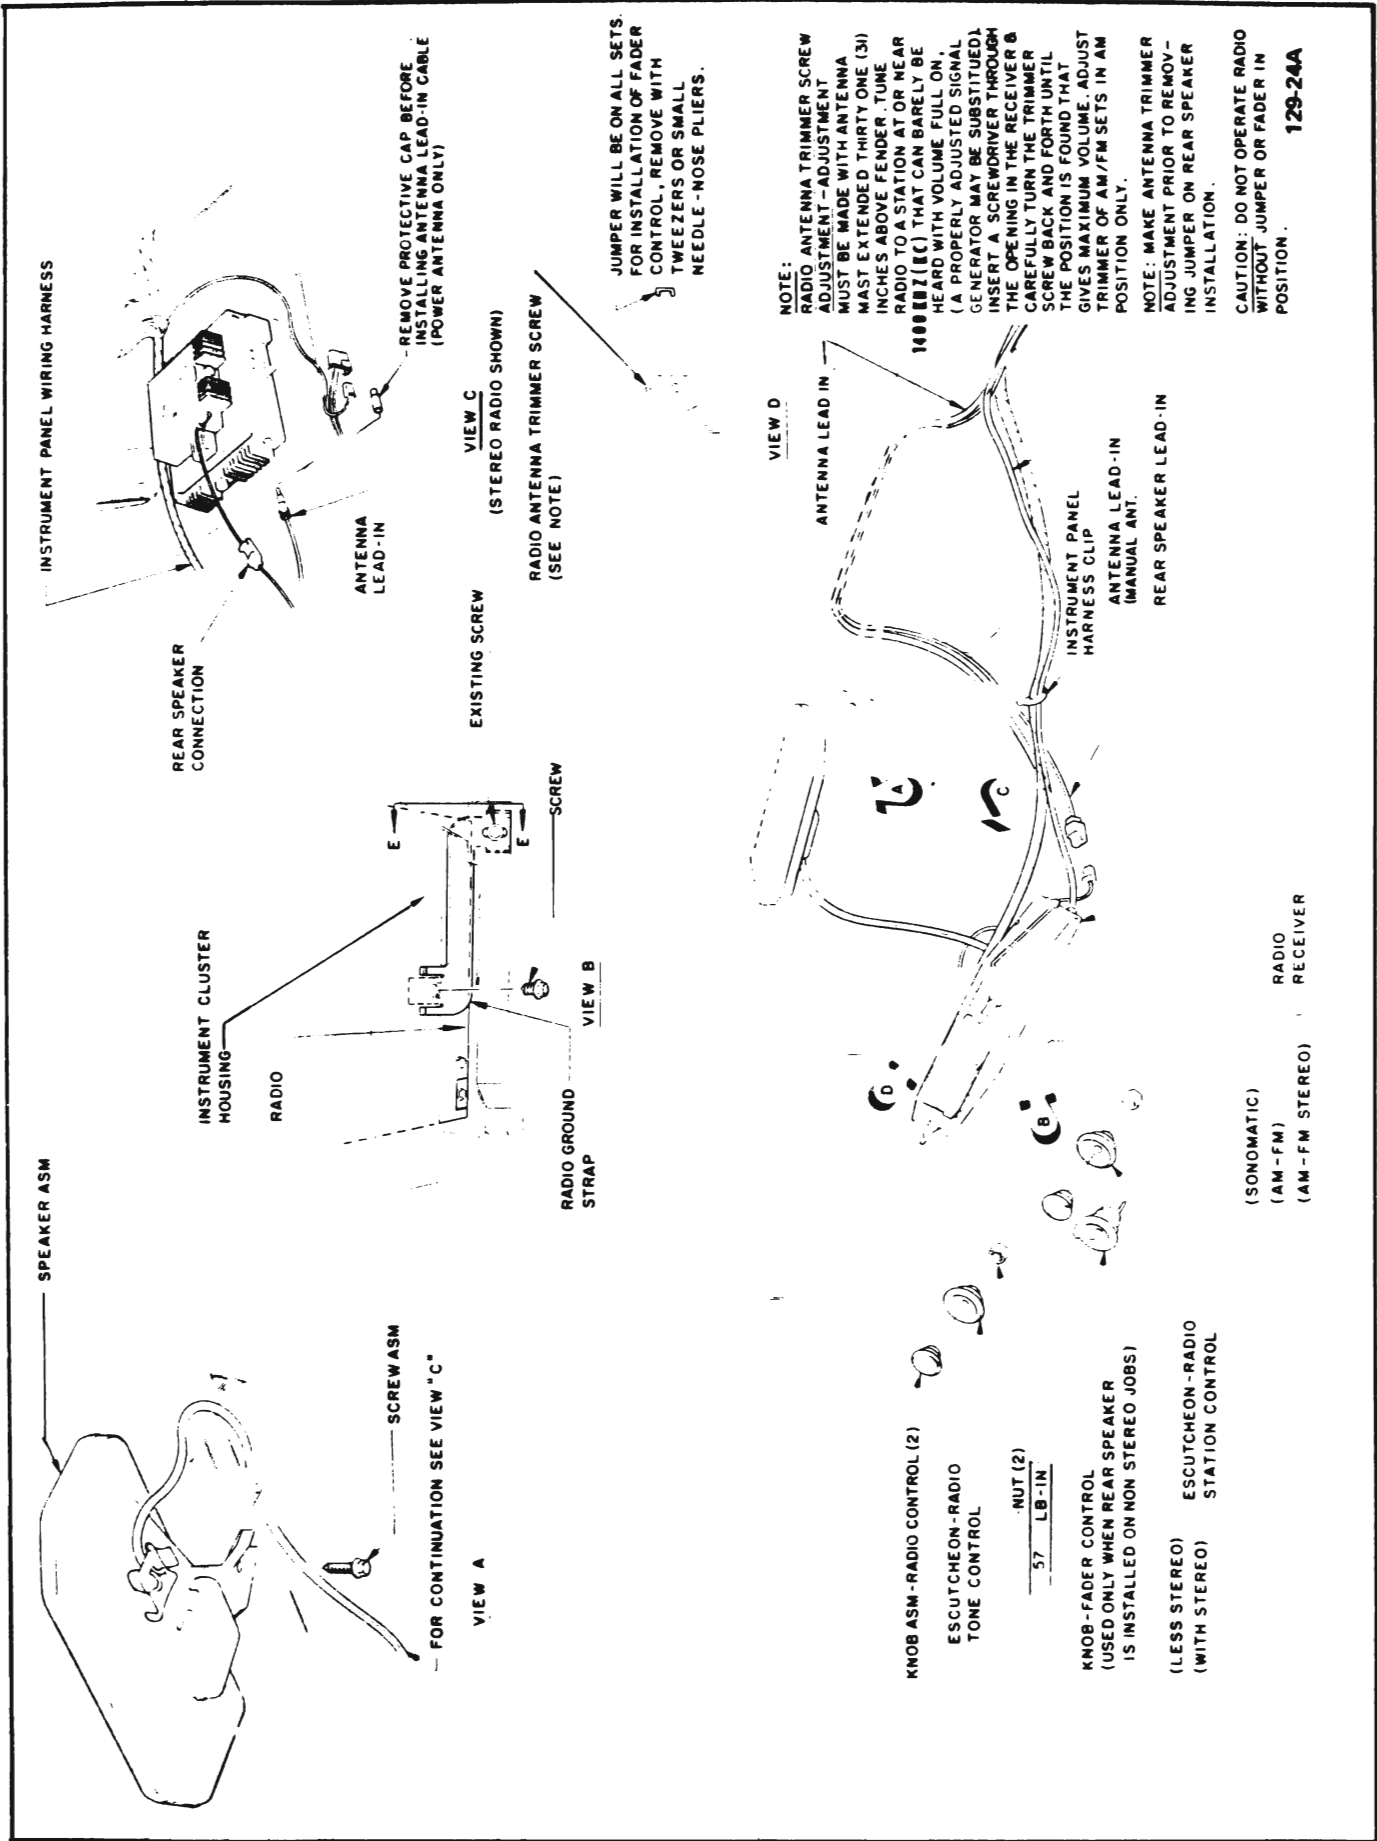 SPEAKER ASM
SCREW ASM
FOR CONTINUATION SEE VIEW "C"
VIEW A
INSTRUMENT CLUSTER
HOUSING
RADIO
E
E
EXISTING SCREW
SCREW
RADIO GROUND
STRAP
VIEW B
INSTRUMENT PANEL WIRING HARNESS
REAR SPEAKER
CONNECTION
ANTENNA
LEAD-IN
REMOVE PROTECTIVE CAP BEFORE
INSTALLING ANTENNA LEAD-IN CABLE
(POWER ANTENNA ONLY)
VIEW C
(STEREO RADIO SHOWN)
RADIO ANTENNA TRIMMER SCREW
(SEE NOTE)
JUMPER WILL BE ON ALL SETS.
FOR INSTALLATION OF FADER
CONTROL, REMOVE WITH
TWEEZERS OR SMALL
NEEDLE-NOSE PLIERS.
VIEW D
NOTE:
RADIO ANTENNA TRIMMER SCREW
ADJUSTMENT-ADJUSTMENT
MUST BE MADE WITH ANTENNA
MAST EXTENDED THIRTY ONE (31)
INCHES ABOVE FENDER. TUNE
RADIO TO A STATION AT OR NEAR
1400 (KC) THAT CAN BARELY BE
HEARD WITH VOLUME FULL ON,
(A PROPERLY ADJUSTED SIGNAL
GENERATOR MAY BE SUBSTITUED).
INSERT A SCREWDRIVER THROUGH
THE OPENING IN THE RECEIVER &
CAREFULLY TURN THE TRIMMER
SCREW BACK AND FORTH UNTIL
THE POSITION IS FOUND THAT
GIVES MAXIMUM VOLUME. ADJUST
TRIMMER OF AM/FM SETS IN AM
POSITION ONLY.
NOTE: MAKE ANTENNA TRIMMER
ADJUSTMENT PRIOR TO REMOV-
ING JUMPER ON REAR SPEAKER
INSTALLATION.
CAUTION: DO NOT OPERATE RADIO
WITHOUT JUMPER OR FADER IN
POSITION.
129-24A
ANTENNA LEAD IN
INSTRUMENT PANEL
HARNESS CLIP
ANTENNA LEAD-IN
(MANUAL ANT.
REAR SPEAKER LEAD-IN
A
C
D
B
KNOB ASM-RADIO CONTROL (2)
ESCUTCHEON-RADIO
TONE CONTROL
NUT (2)
57 LB-IN
KNOB-FADER CONTROL
(USED ONLY WHEN REAR SPEAKER
IS INSTALLED ON NON STEREO JOBS)
(LESS STEREO)
(WITH STEREO)
ESCUTCHEON-RADIO
STATION CONTROL
(SONOMATIC)
(AM-FM)
(AM-FM STEREO)
RADIO
RECEIVER